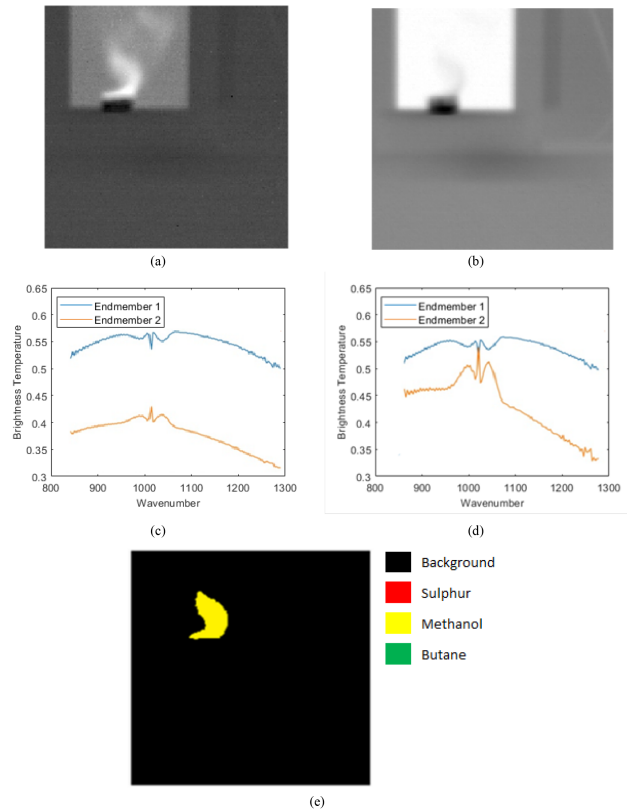 (a)
(b)
0.65
0.6
0.55
0.5
0.45
0.4
0.35
0.3
Brightness Temperature
Endmember 1
Endmember 2
800
900
1000
1100
1200
1300
Wavenumber
(c)
0.65
0.6
0.55
0.5
0.45
0.4
0.35
0.3
Brightness Temperature
Endmember 1
Endmember 2
800
900
1000
1100
1200
1300
Wavenumber
(d)
Background
Sulphur
Methanol
Butane
(e)